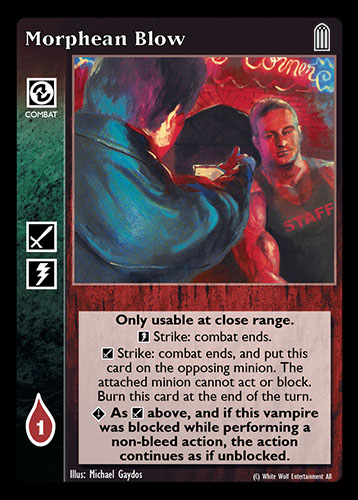 Morphean Blow
COMBAT
Corner
STAFF
Only usable at close range.
Strike: combat ends.
Strike: combat ends, and put this
card on the opposing minion. The
attached minion cannot act or block.
Burn this card at the end of the turn.
As above, and if this vampire
was blocked while performing a
non-bleed action, the action
continues as if unblocked.
1
Illus: Michael Gaydos
(C) White Wolf Entertainment AB